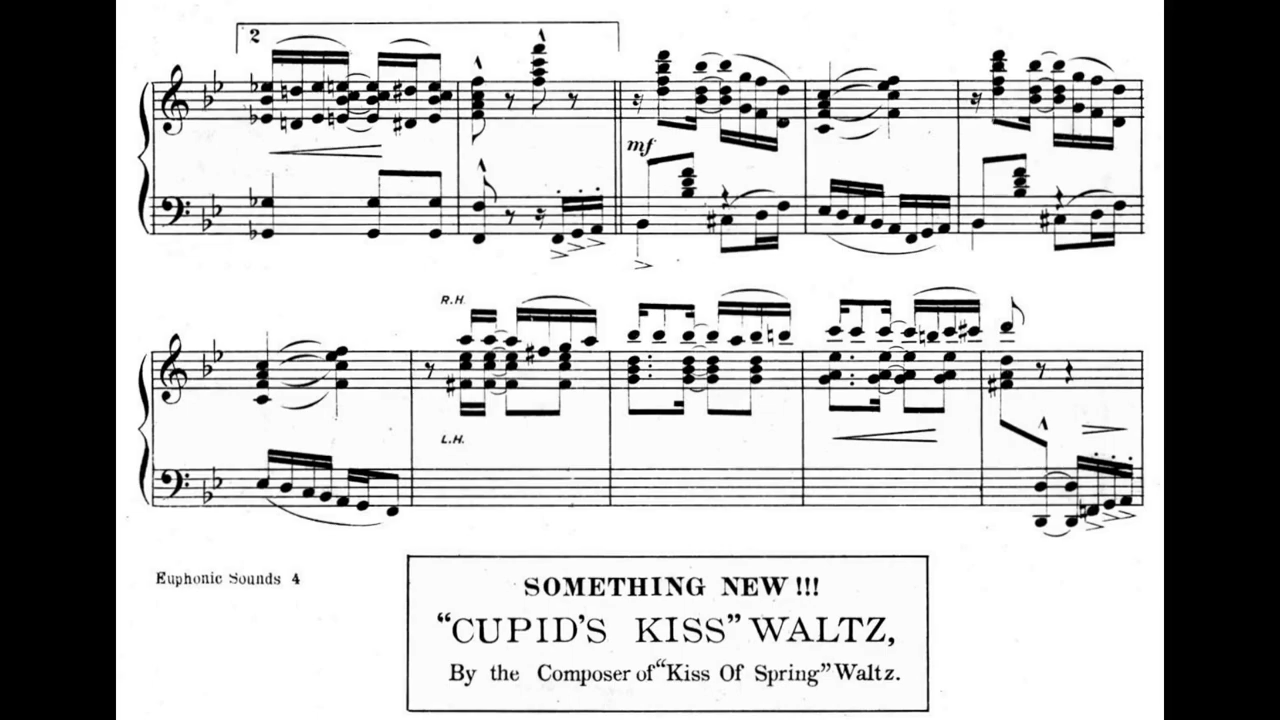 2
mf
R.H.
L.H.
Euphonic Sounds 4
SOMETHING NEW !!!
“CUPID’S KISS” WALTZ,
By the Composer of “Kiss Of Spring” Waltz.